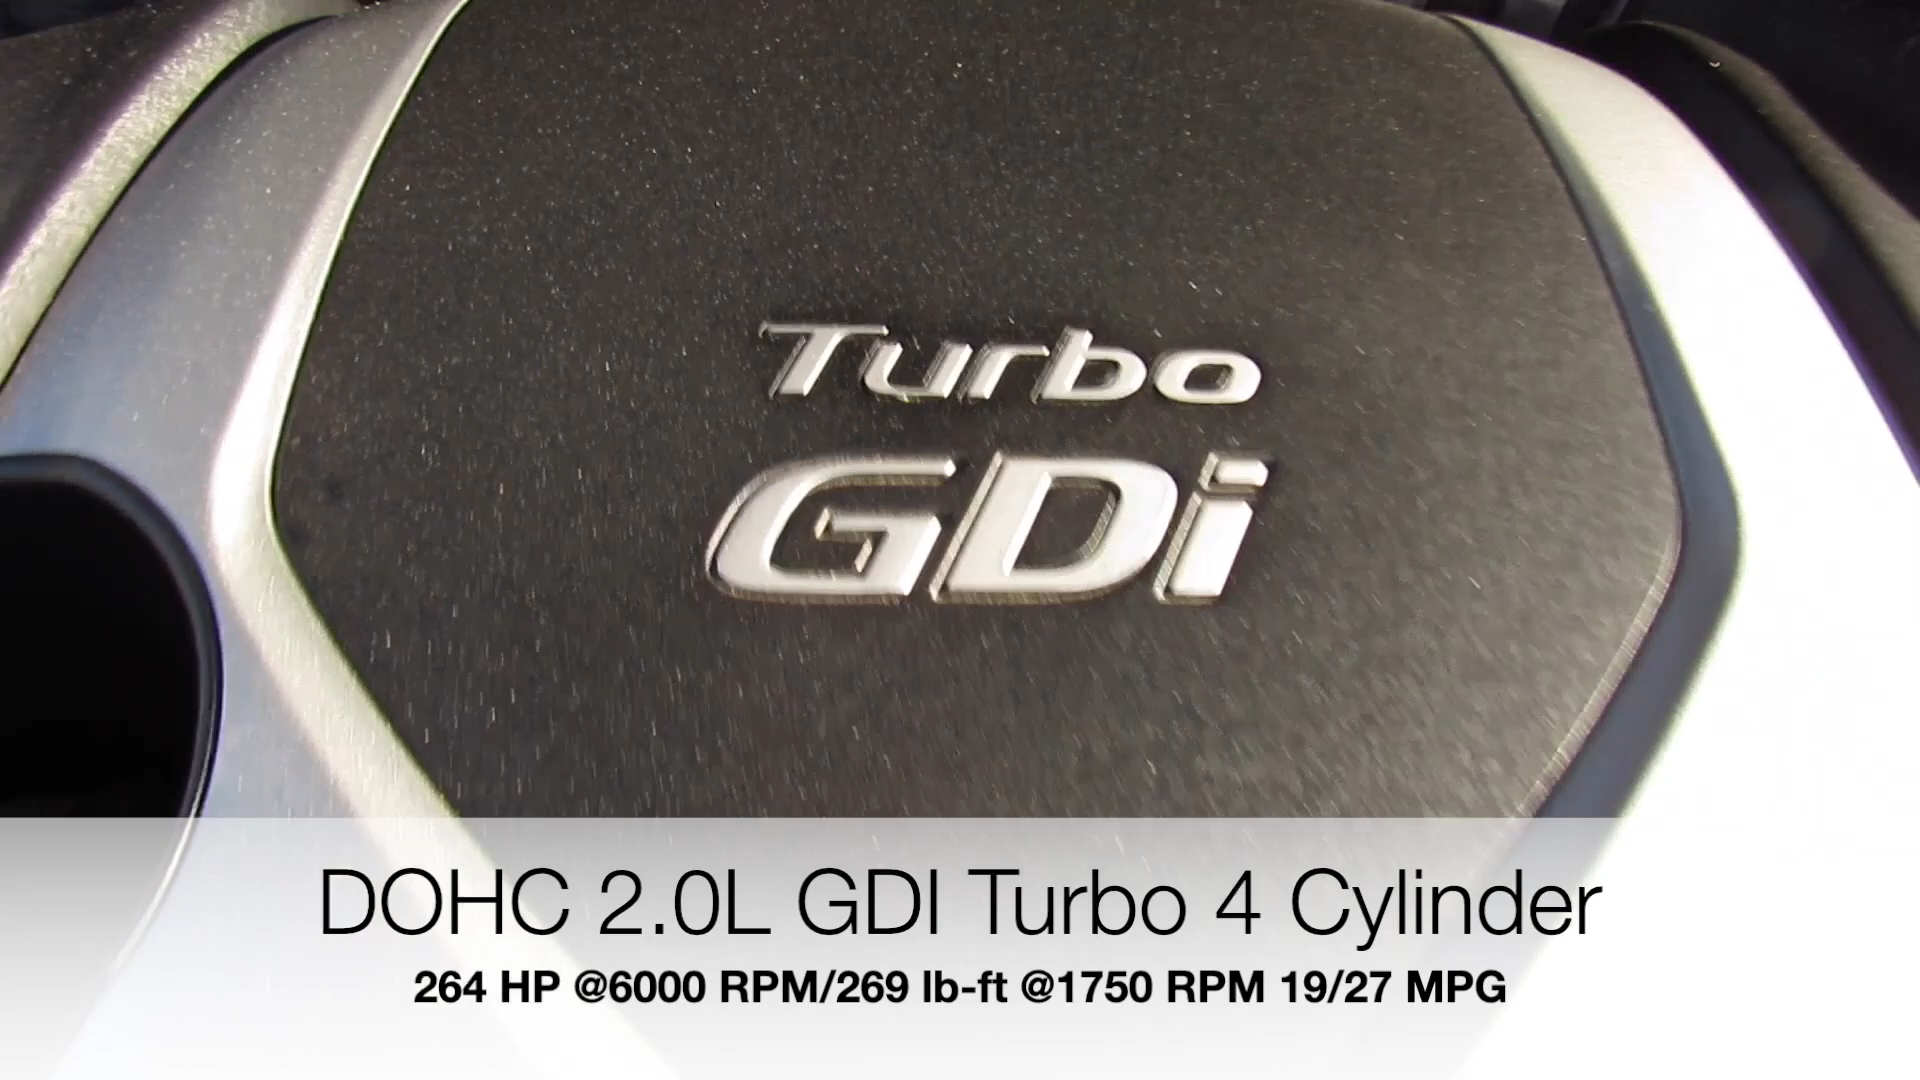 Turbo
GDi
DOHC 2.0L GDI Turbo 4 Cylinder
264 HP @6000 RPM/269 lb-ft @1750 RPM 19/27 MPG